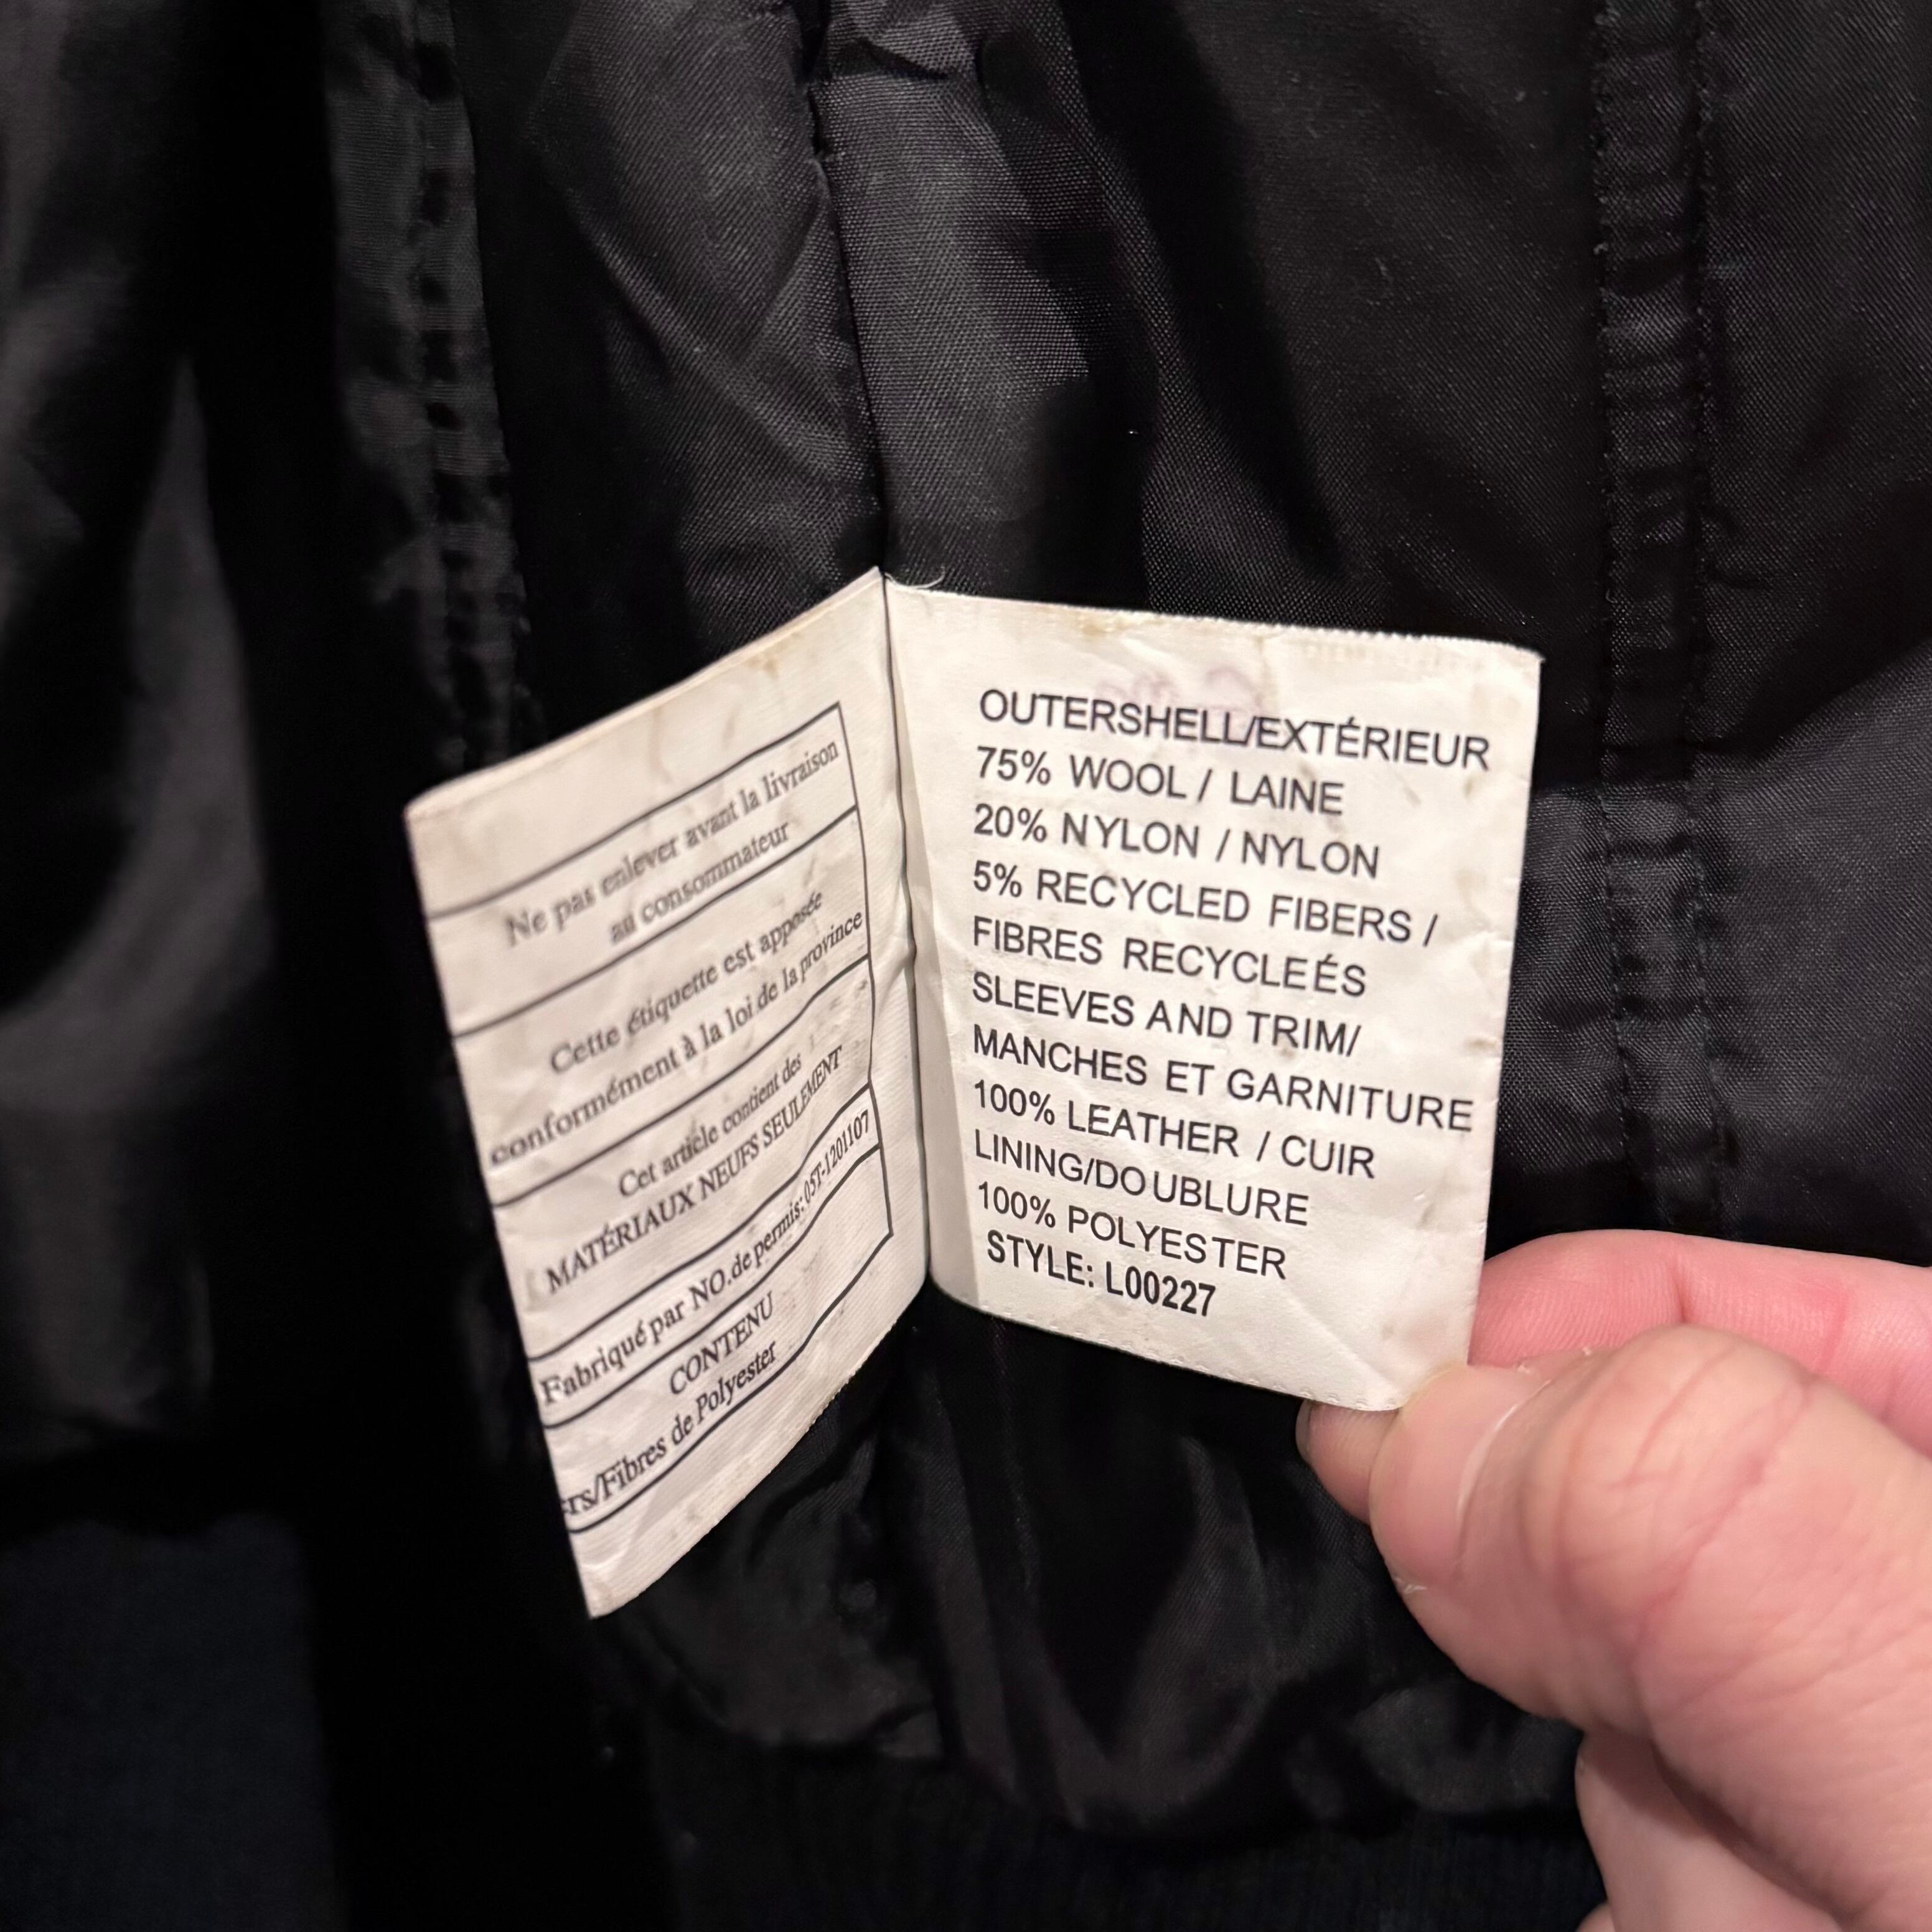 Ne pas enlever avant la livraison
au consommateur
Cette étiquette est apposée
conformément à la loi de la province
Cet article contient des
MATÉRIAUX NEUFS SEULEMENT
Fabriqué par NO.de permis: 05T-1201107
CONTENU
ers/Fibres de Polyester
OUTERSHELL/EXTÉRIEUR
75% WOOL / LAINE
20% NYLON / NYLON
5% RECYCLED FIBERS /
FIBRES RECYCLEÉS
SLEEVES AND TRIM/
MANCHES ET GARNITURE
100% LEATHER / CUIR
LINING/DOUBLURE
100% POLYESTER
STYLE: L00227